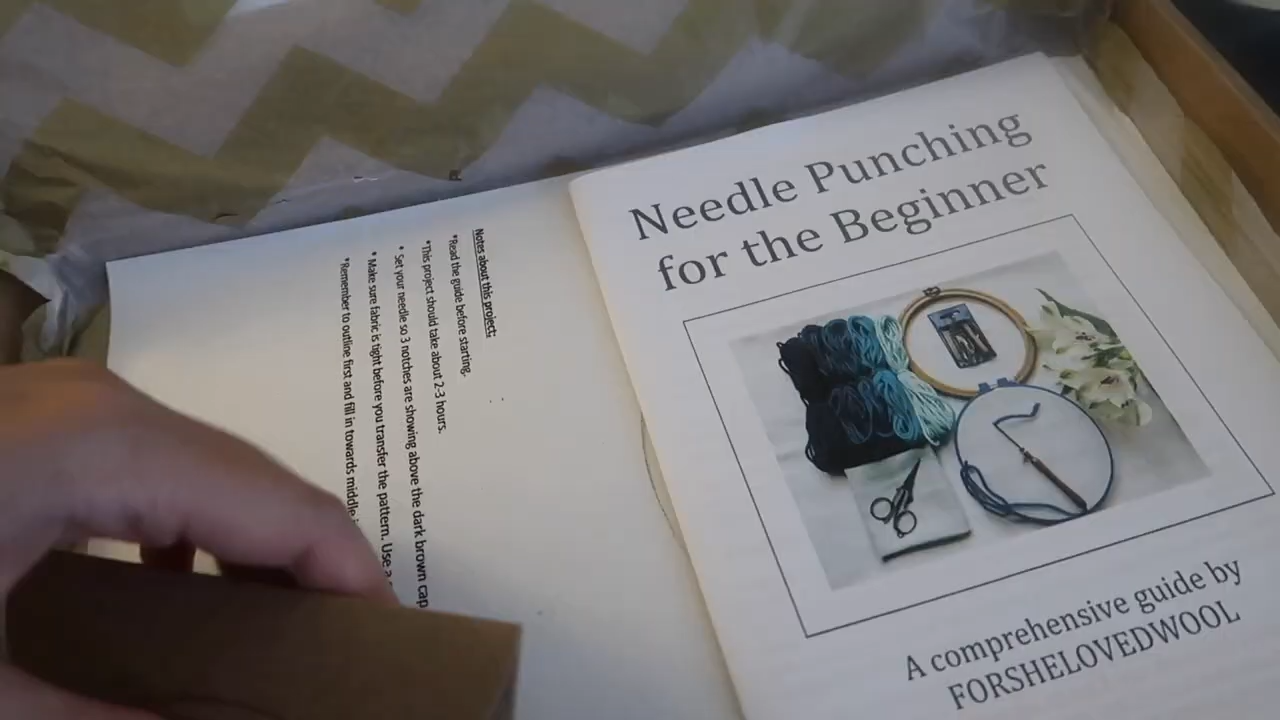 Notes about this project:
*Read the guide before starting.
*This project should take about 2-3 hours.
* Set your needle so 3 notches are showing above the dark brown cap
* Make sure fabric is tight before you transfer the pattern. Use a
*Remember to outline first and fill in towards middle
Needle Punching
for the Beginner
A comprehensive guide by
FORSHELOVEDWOOL